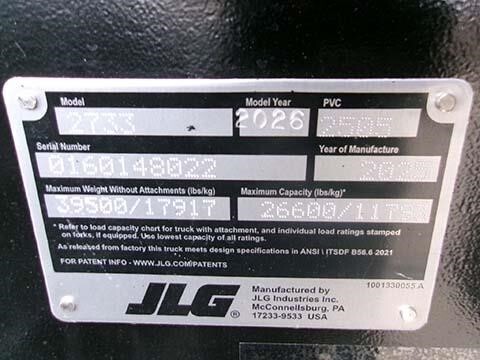 Model Model Year PVC
2733 2026 2505
Serial Number Year of Manufacture
0160148022 2025
Maximum Weight Without Attachments (lbs/kg) Maximum Capacity (lbs/kg)*
39500/17917
*Refer to load capacity chart for truck with attachment, and individual load ratings stamped
on forks, if equipped. Use lowest capacity of all ratings.
As released from factory this truck meets design specifications in ANSI \ ITSDF B56.6-2021
FOR PATENT INFO - WWW.JLG.COM/PATENTS
JLG®
Manufactured by 1001330055 A
JLG Industries Inc.
McConnellsburg, PA
17233-9533 USA